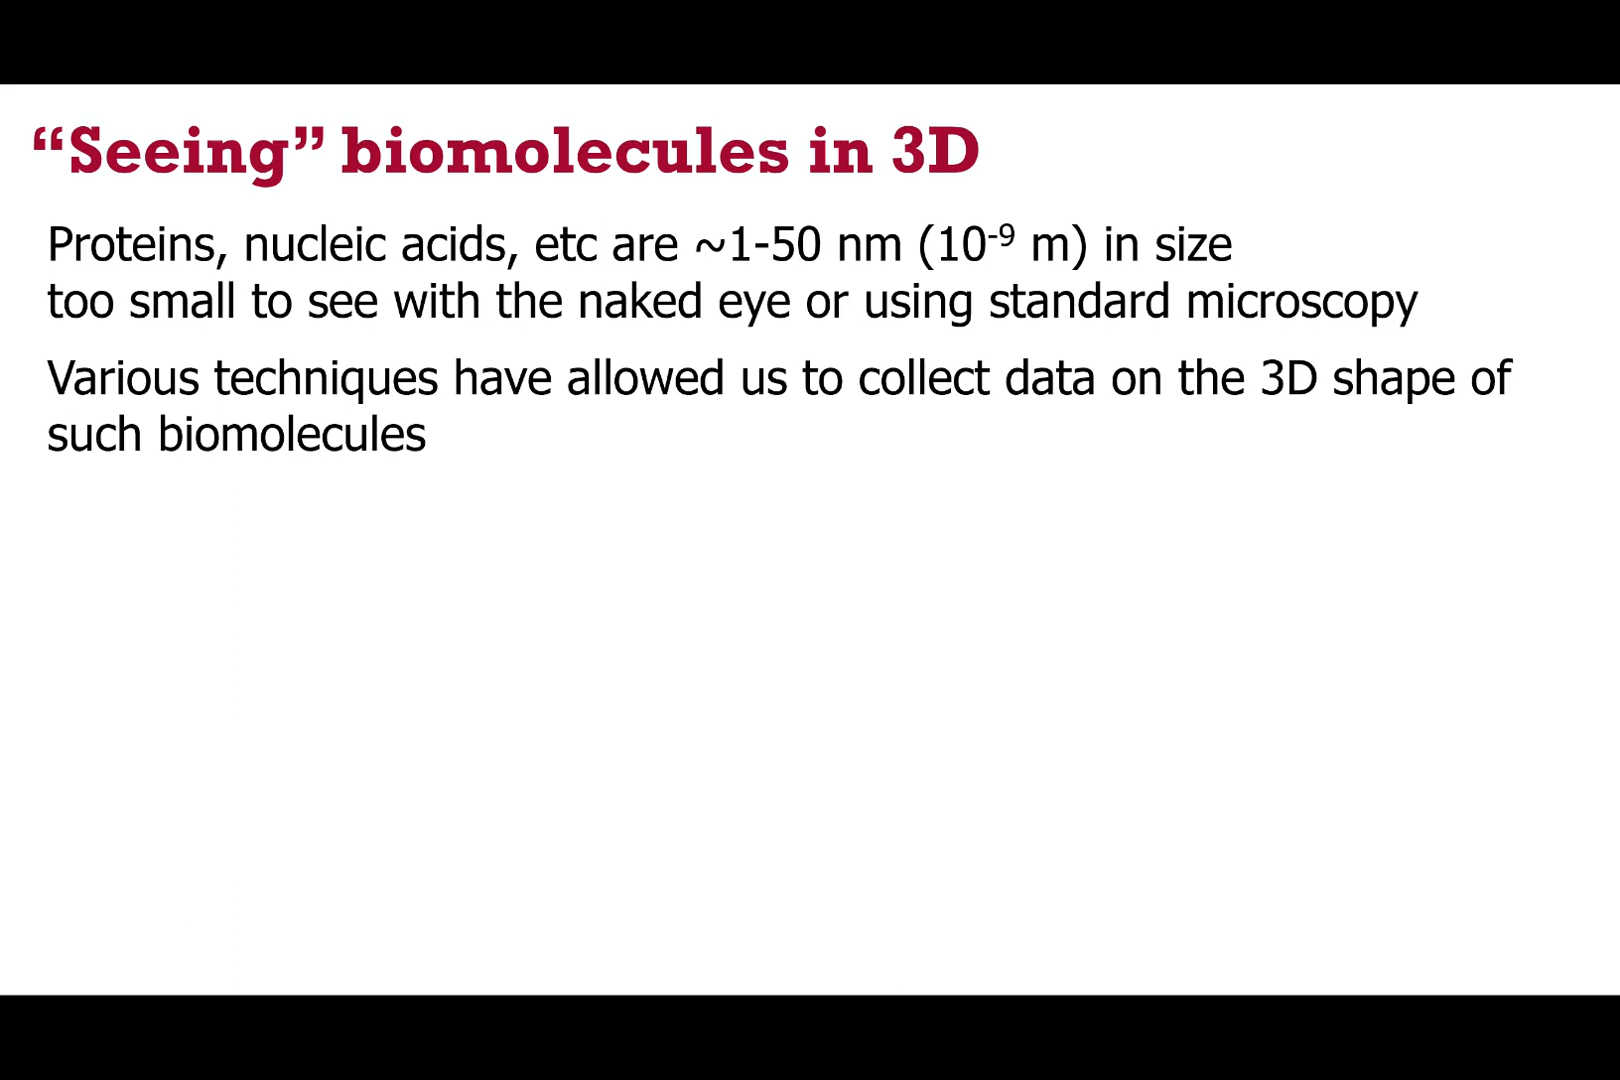 “Seeing” biomolecules in 3D
Proteins, nucleic acids, etc are ~1-50 nm (10⁻⁹ m) in size
too small to see with the naked eye or using standard microscopy
Various techniques have allowed us to collect data on the 3D shape of
such biomolecules